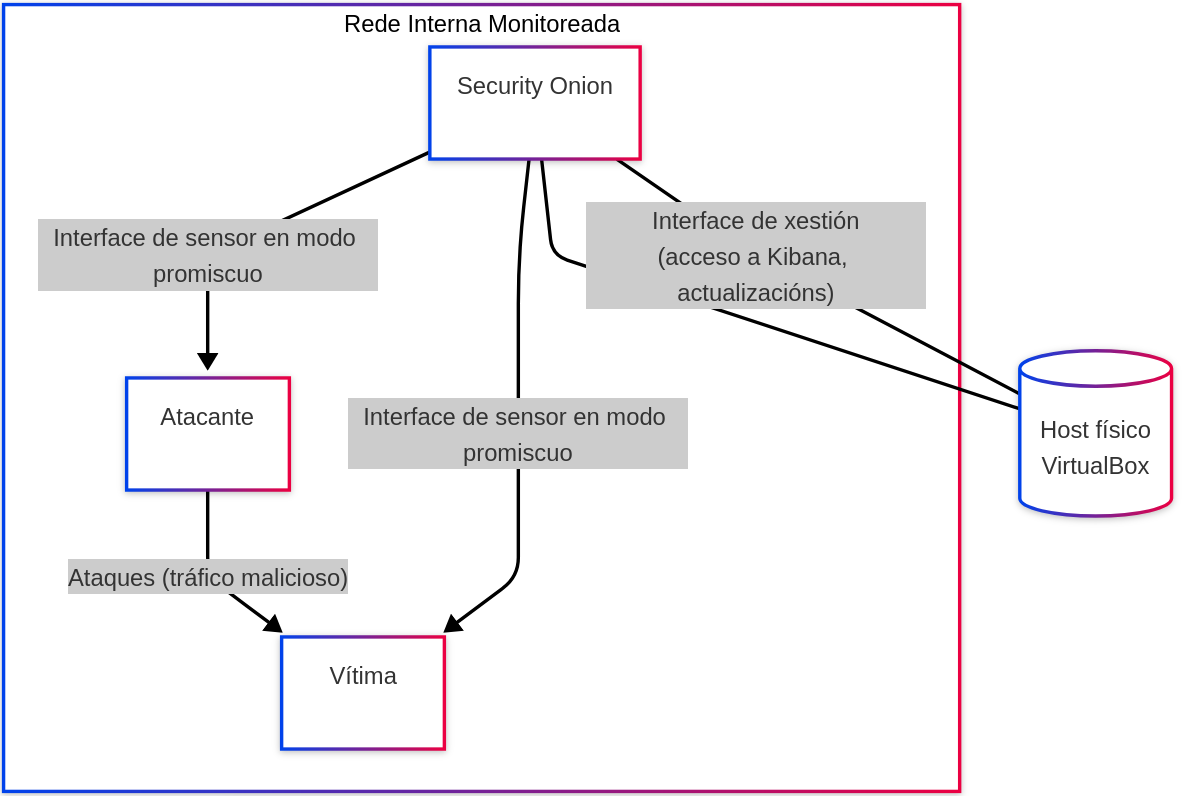 Rede Interna Monitoreada
Security Onion
Interface de xestión
(acceso a Kibana,
actualizacións)
Interface de sensor en modo
promiscuo
Atacante
Interface de sensor en modo
promiscuo
Host físico
VirtualBox
Ataques (tráfico malicioso)
Vítima